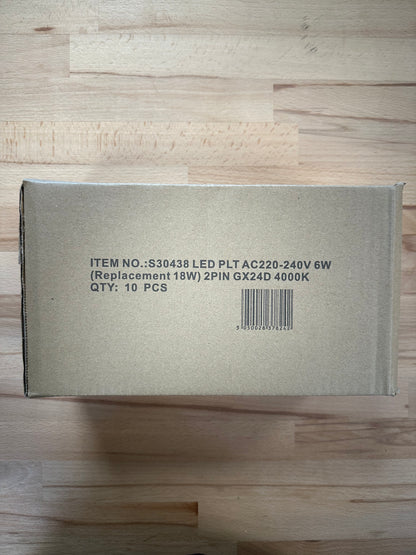 ITEM NO.:S30438 LED PLT AC220-240V 6W
(Replacement 18W) 2PIN GX24D 4000K
QTY: 10 PCS